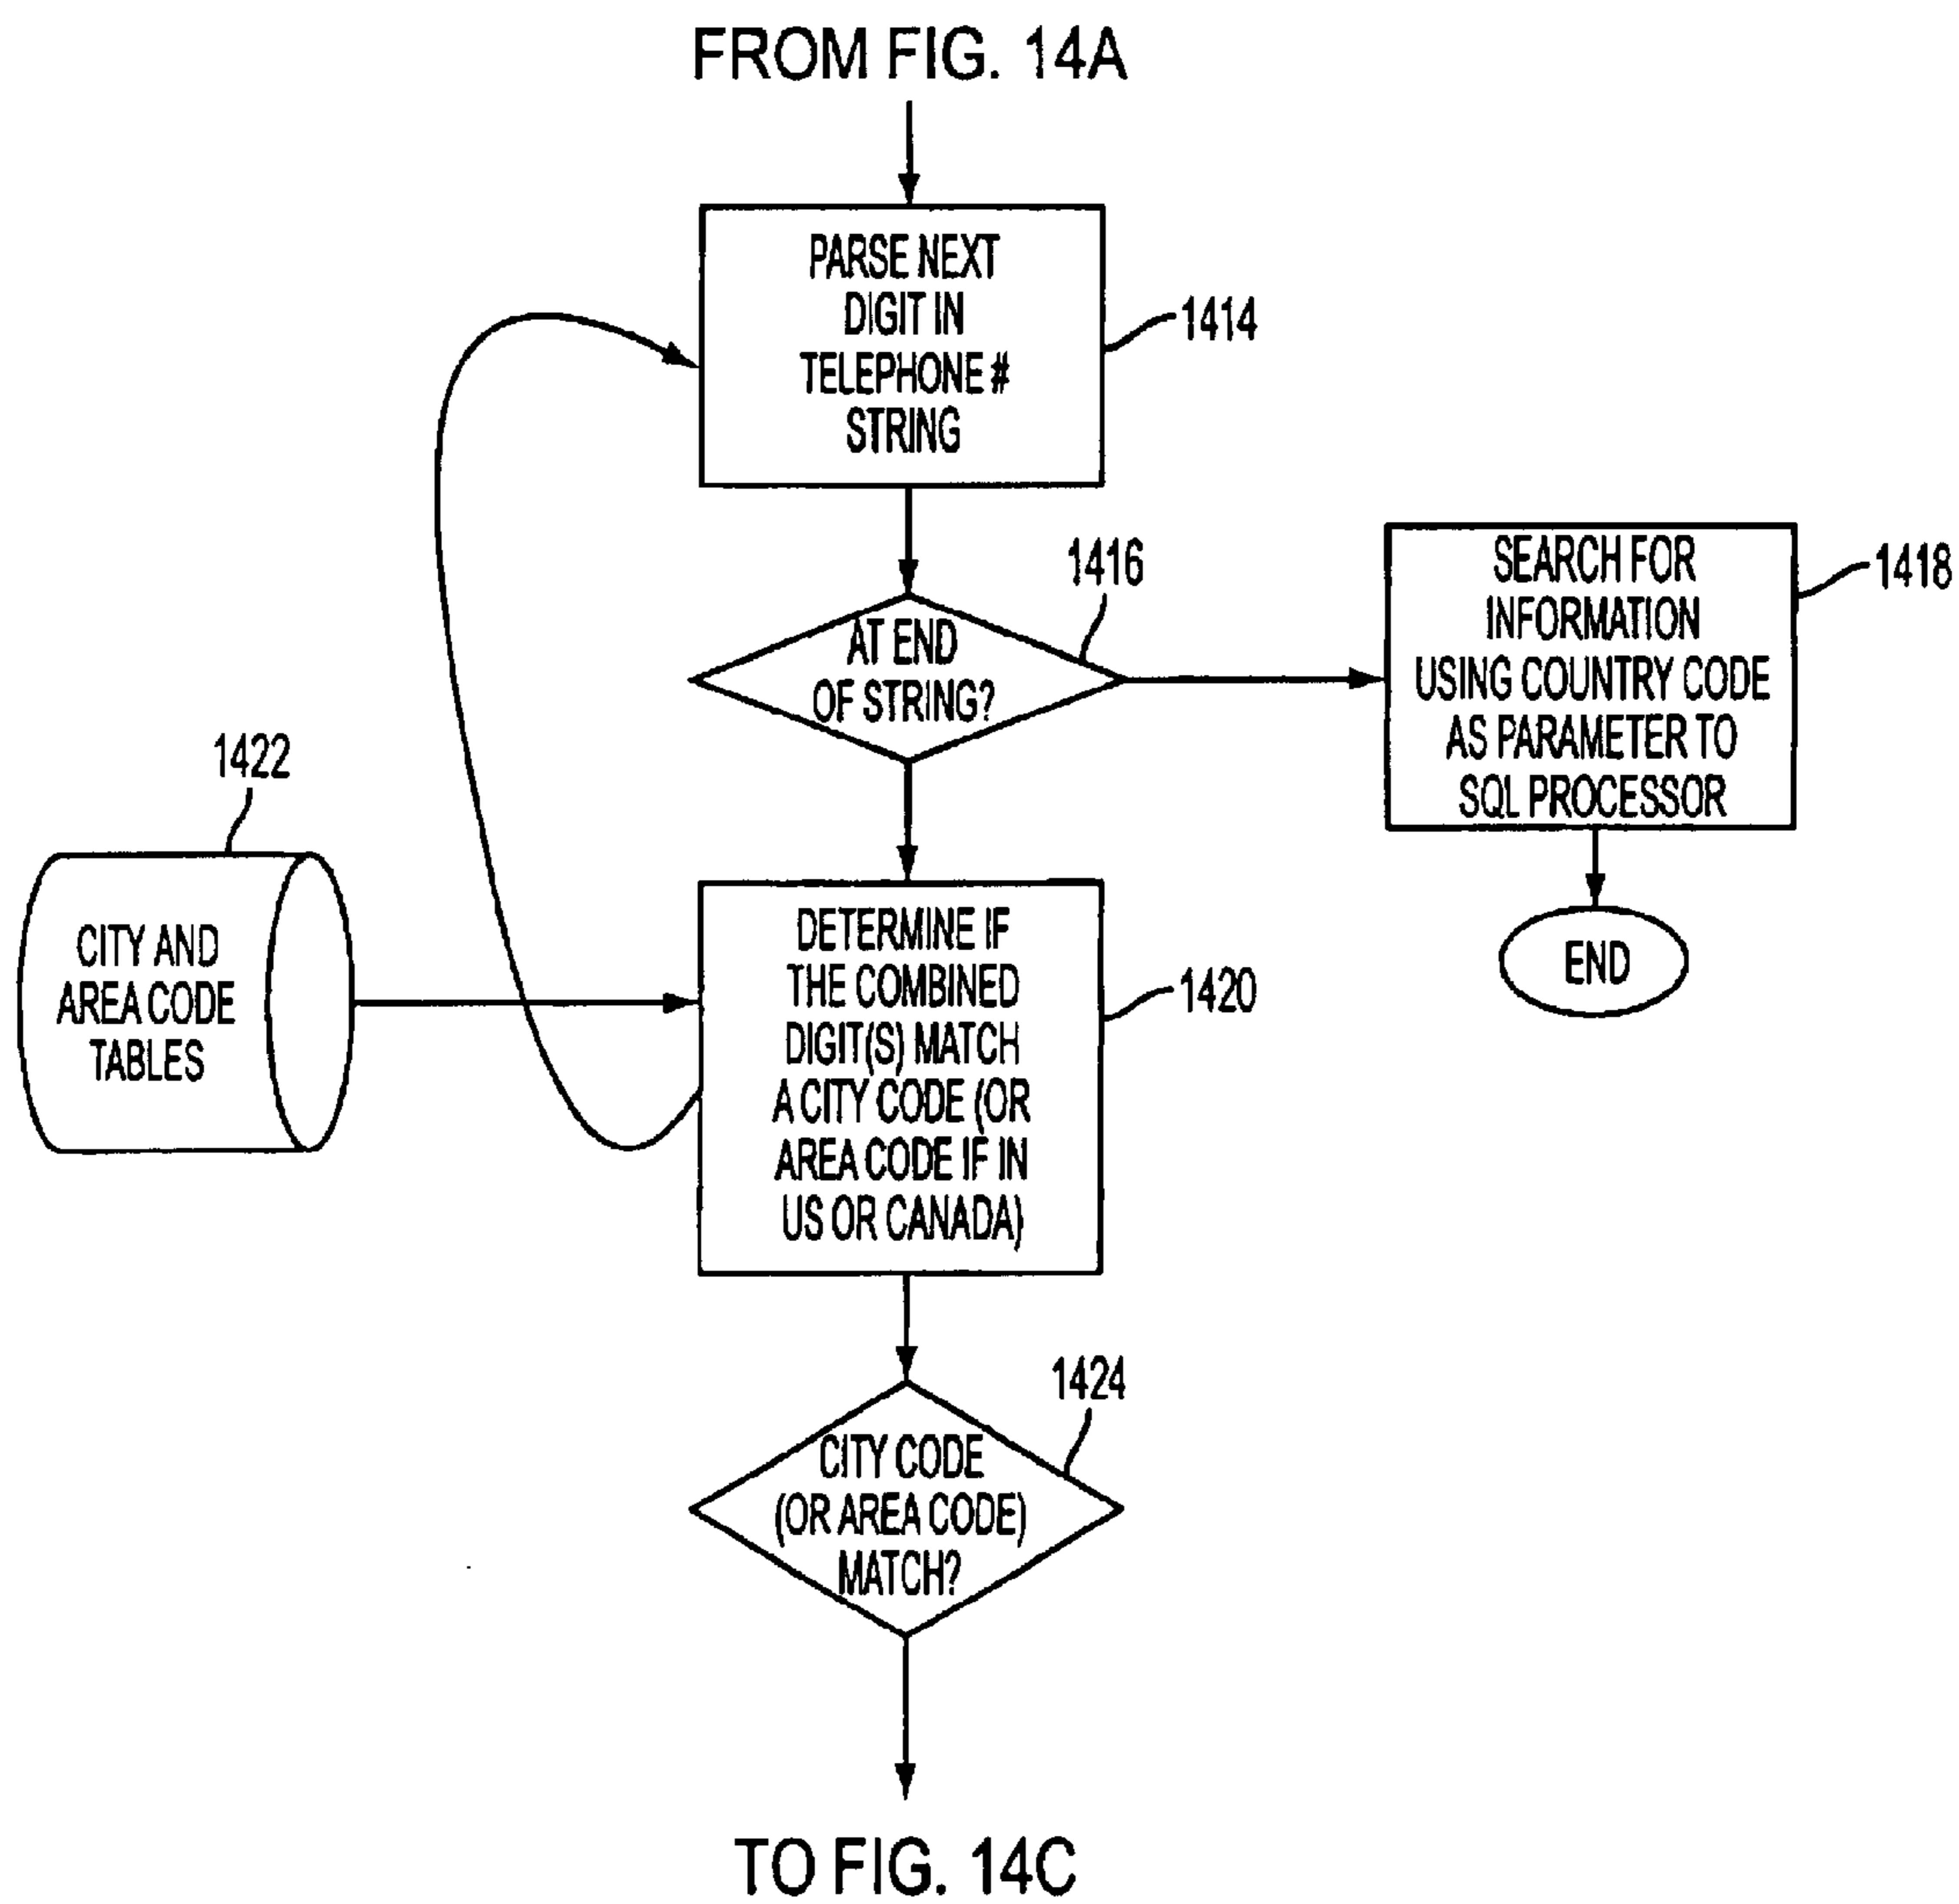 FROM FIG. 14A
PARSE NEXT
DIGIT IN
TELEPHONE #
STRING
1414
1416
AT END
OF STRING?
SEARCH FOR
INFORMATION
USING COUNTRY CODE
AS PARAMETER TO
SQL PROCESSOR
1418
END
1422
CITY AND
AREA CODE
TABLES
DETERMINE IF
THE COMBINED
DIGIT(S) MATCH
A CITY CODE (OR
AREA CODE IF IN
US OR CANADA)
1420
1424
CITY CODE
(OR AREA CODE)
MATCH?
TO FIG. 14C